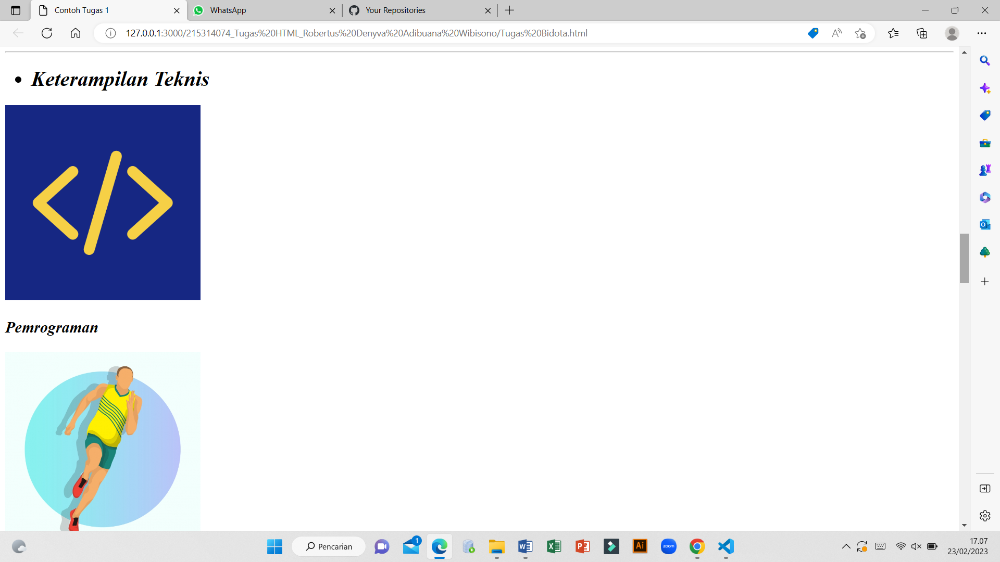 Contoh Tugas 1
WhatsApp
Your Repositories
127.0.0.1:3000/215314074_Tugas%20HTML_Robertus%20Denyva%20Adibuana%20Wibisono/Tugas%20Bidota.html
Keterampilan Teknis
</>
Pemrograman
Pencarian
1
Ai
zoom
17.07
23/02/2023